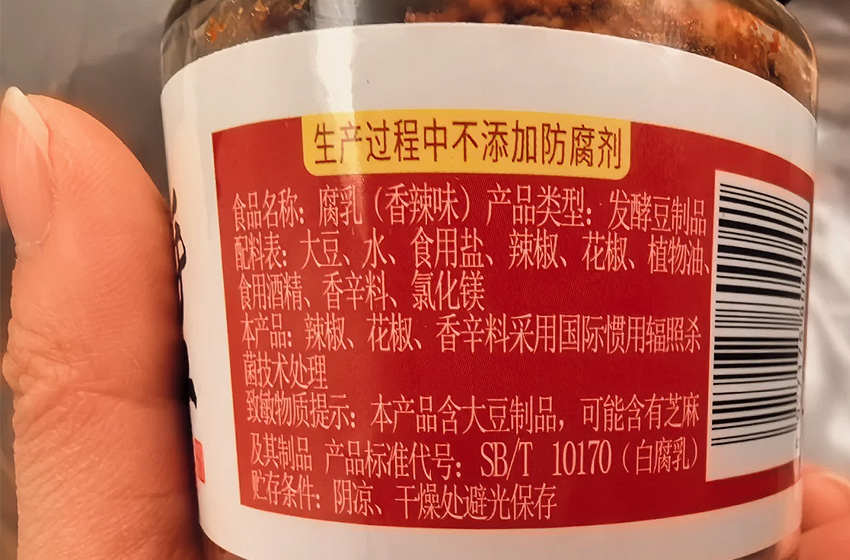 生产过程中不添加防腐剂
食品名称：腐乳（香辣味）产品类型：发酵豆制品
配料表：大豆、水、食用盐、辣椒、花椒、植物油、
食用酒精、香辛料、氯化镁
本产品：辣椒、花椒、香辛料采用国际惯用辐照杀
菌技术处理
致敏物质提示：本产品含大豆制品，可能含有芝麻
及其制品 产品标准代号：SB/T 10170（白腐乳）
贮存条件：阴凉、干燥处避光保存